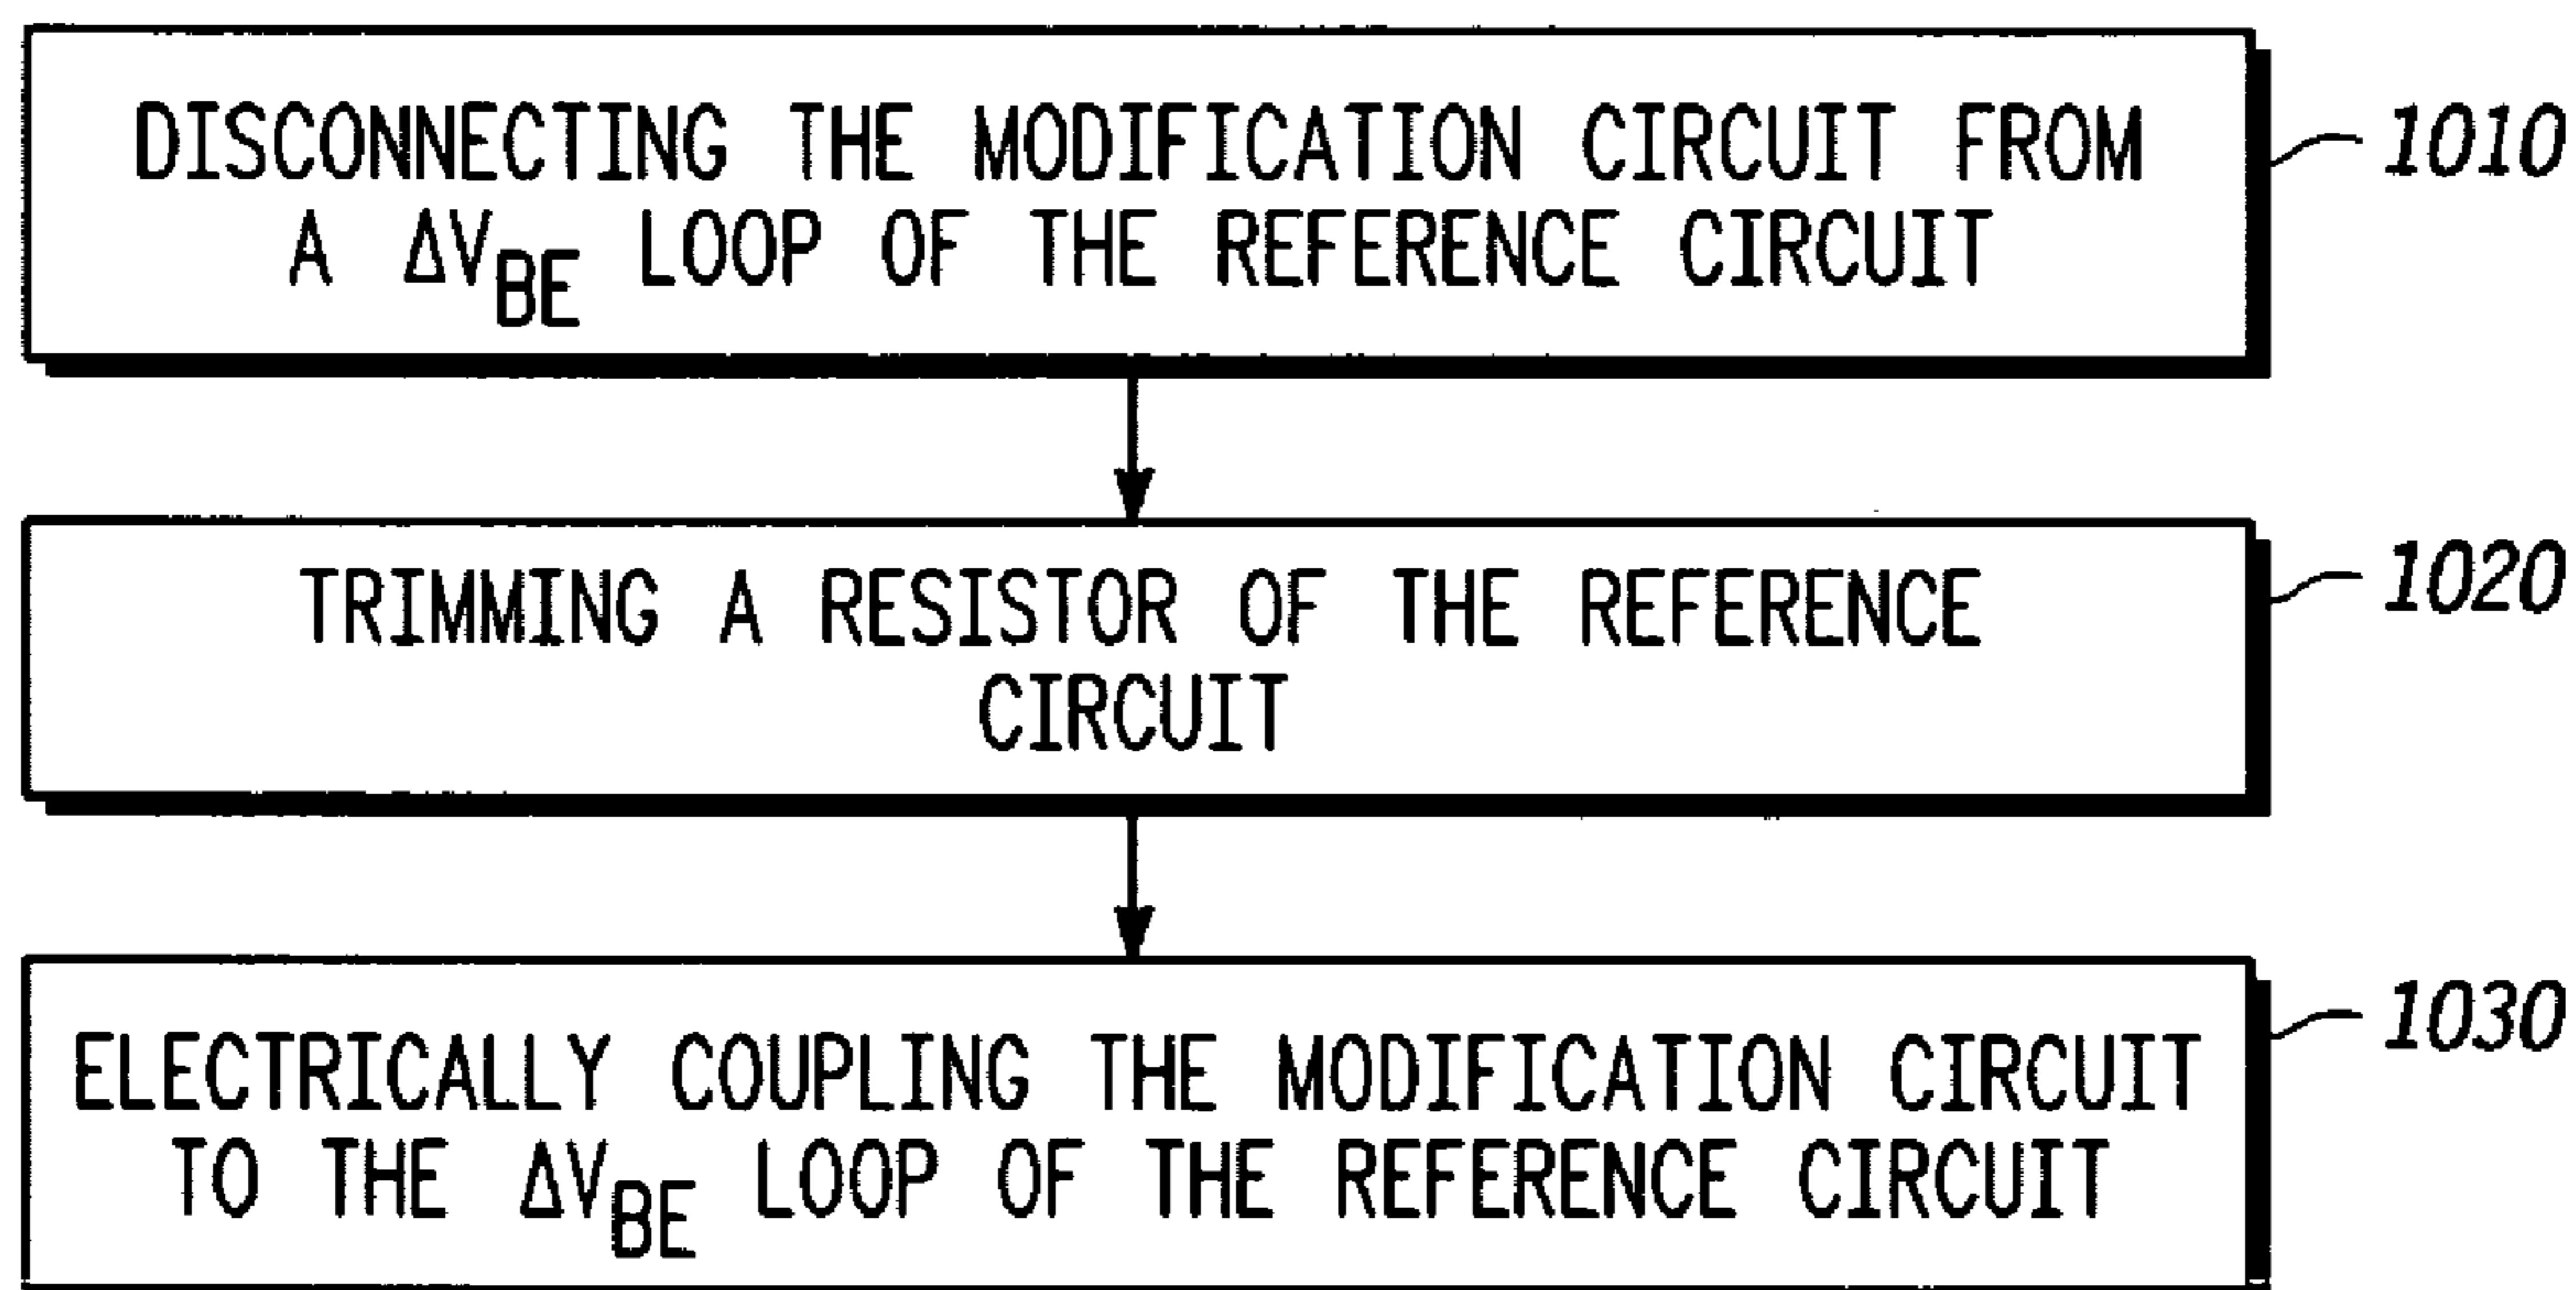 DISCONNECTING THE MODIFICATION CIRCUIT FROM
A ΔVBE LOOP OF THE REFERENCE CIRCUIT
1010
TRIMMING A RESISTOR OF THE REFERENCE
CIRCUIT
1020
ELECTRICALLY COUPLING THE MODIFICATION CIRCUIT
TO THE ΔVBE LOOP OF THE REFERENCE CIRCUIT
1030